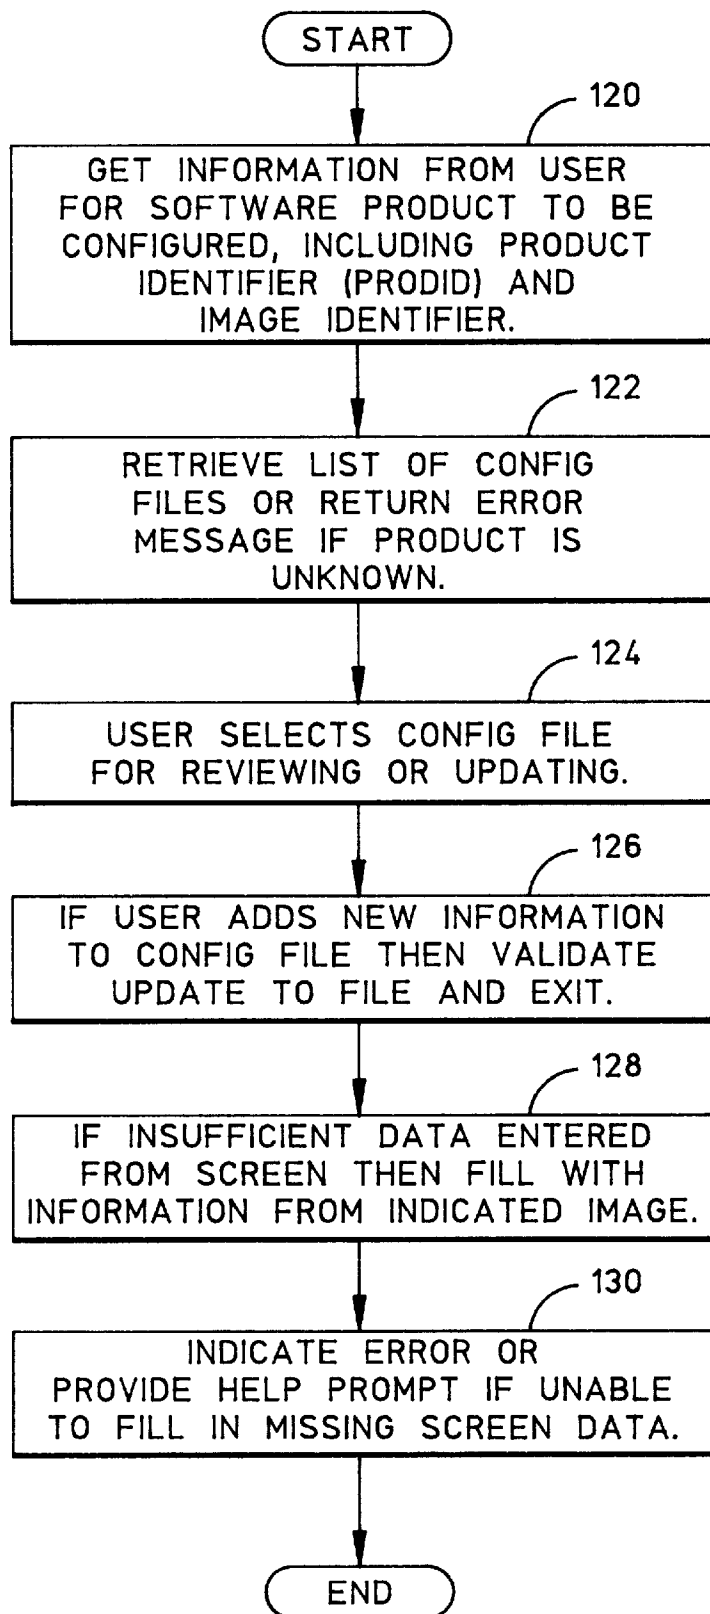 START
120
GET INFORMATION FROM USER
FOR SOFTWARE PRODUCT TO BE
CONFIGURED, INCLUDING PRODUCT
IDENTIFIER (PRODID) AND
IMAGE IDENTIFIER.
122
RETRIEVE LIST OF CONFIG
FILES OR RETURN ERROR
MESSAGE IF PRODUCT IS
UNKNOWN.
124
USER SELECTS CONFIG FILE
FOR REVIEWING OR UPDATING.
126
IF USER ADDS NEW INFORMATION
TO CONFIG FILE THEN VALIDATE
UPDATE TO FILE AND EXIT.
128
IF INSUFFICIENT DATA ENTERED
FROM SCREEN THEN FILL WITH
INFORMATION FROM INDICATED IMAGE.
130
INDICATE ERROR OR
PROVIDE HELP PROMPT IF UNABLE
TO FILL IN MISSING SCREEN DATA.
END